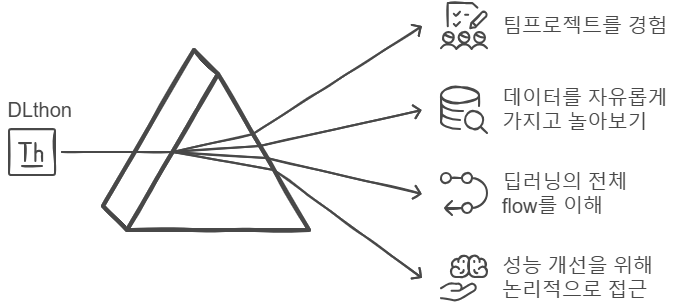 DLthon
Th
팀프로젝트를 경험
데이터를 자유롭게
가지고 놀아보기
딥러닝의 전체
flow를 이해
성능 개선을 위해
논리적으로 접근